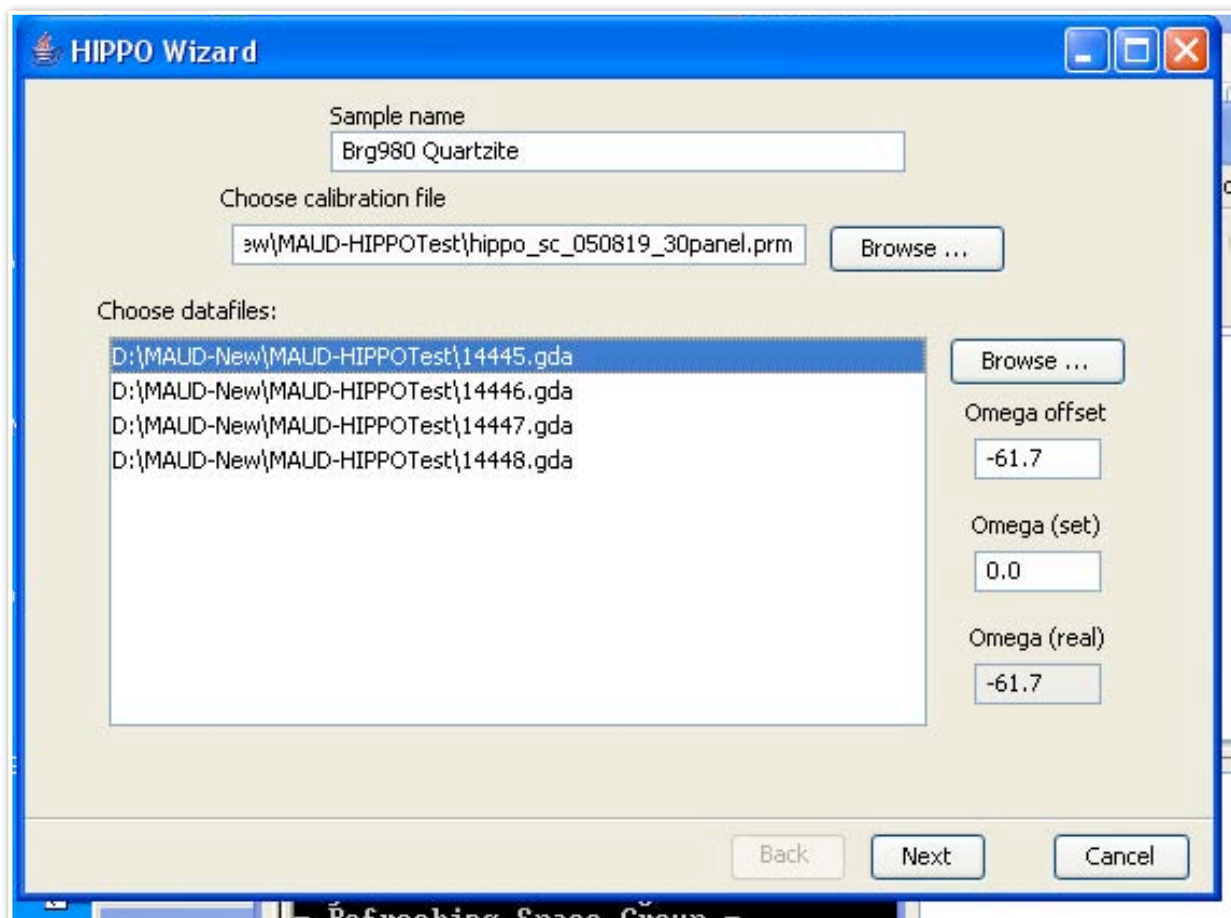 HIPPO Wizard
Sample name
Brg980 Quartzite
Choose calibration file
ew\MAUD-HIPPOTest\hippo_sc_050819_30panel.prm
Browse ...
Choose datafiles:
D:\MAUD-New\MAUD-HIPPOTest\14445.gda
D:\MAUD-New\MAUD-HIPPOTest\14446.gda
D:\MAUD-New\MAUD-HIPPOTest\14447.gda
D:\MAUD-New\MAUD-HIPPOTest\14448.gda
Browse ...
Omega offset
-61.7
Omega (set)
0.0
Omega (real)
-61.7
Back
Next
Cancel
- Refreshing Space Group -